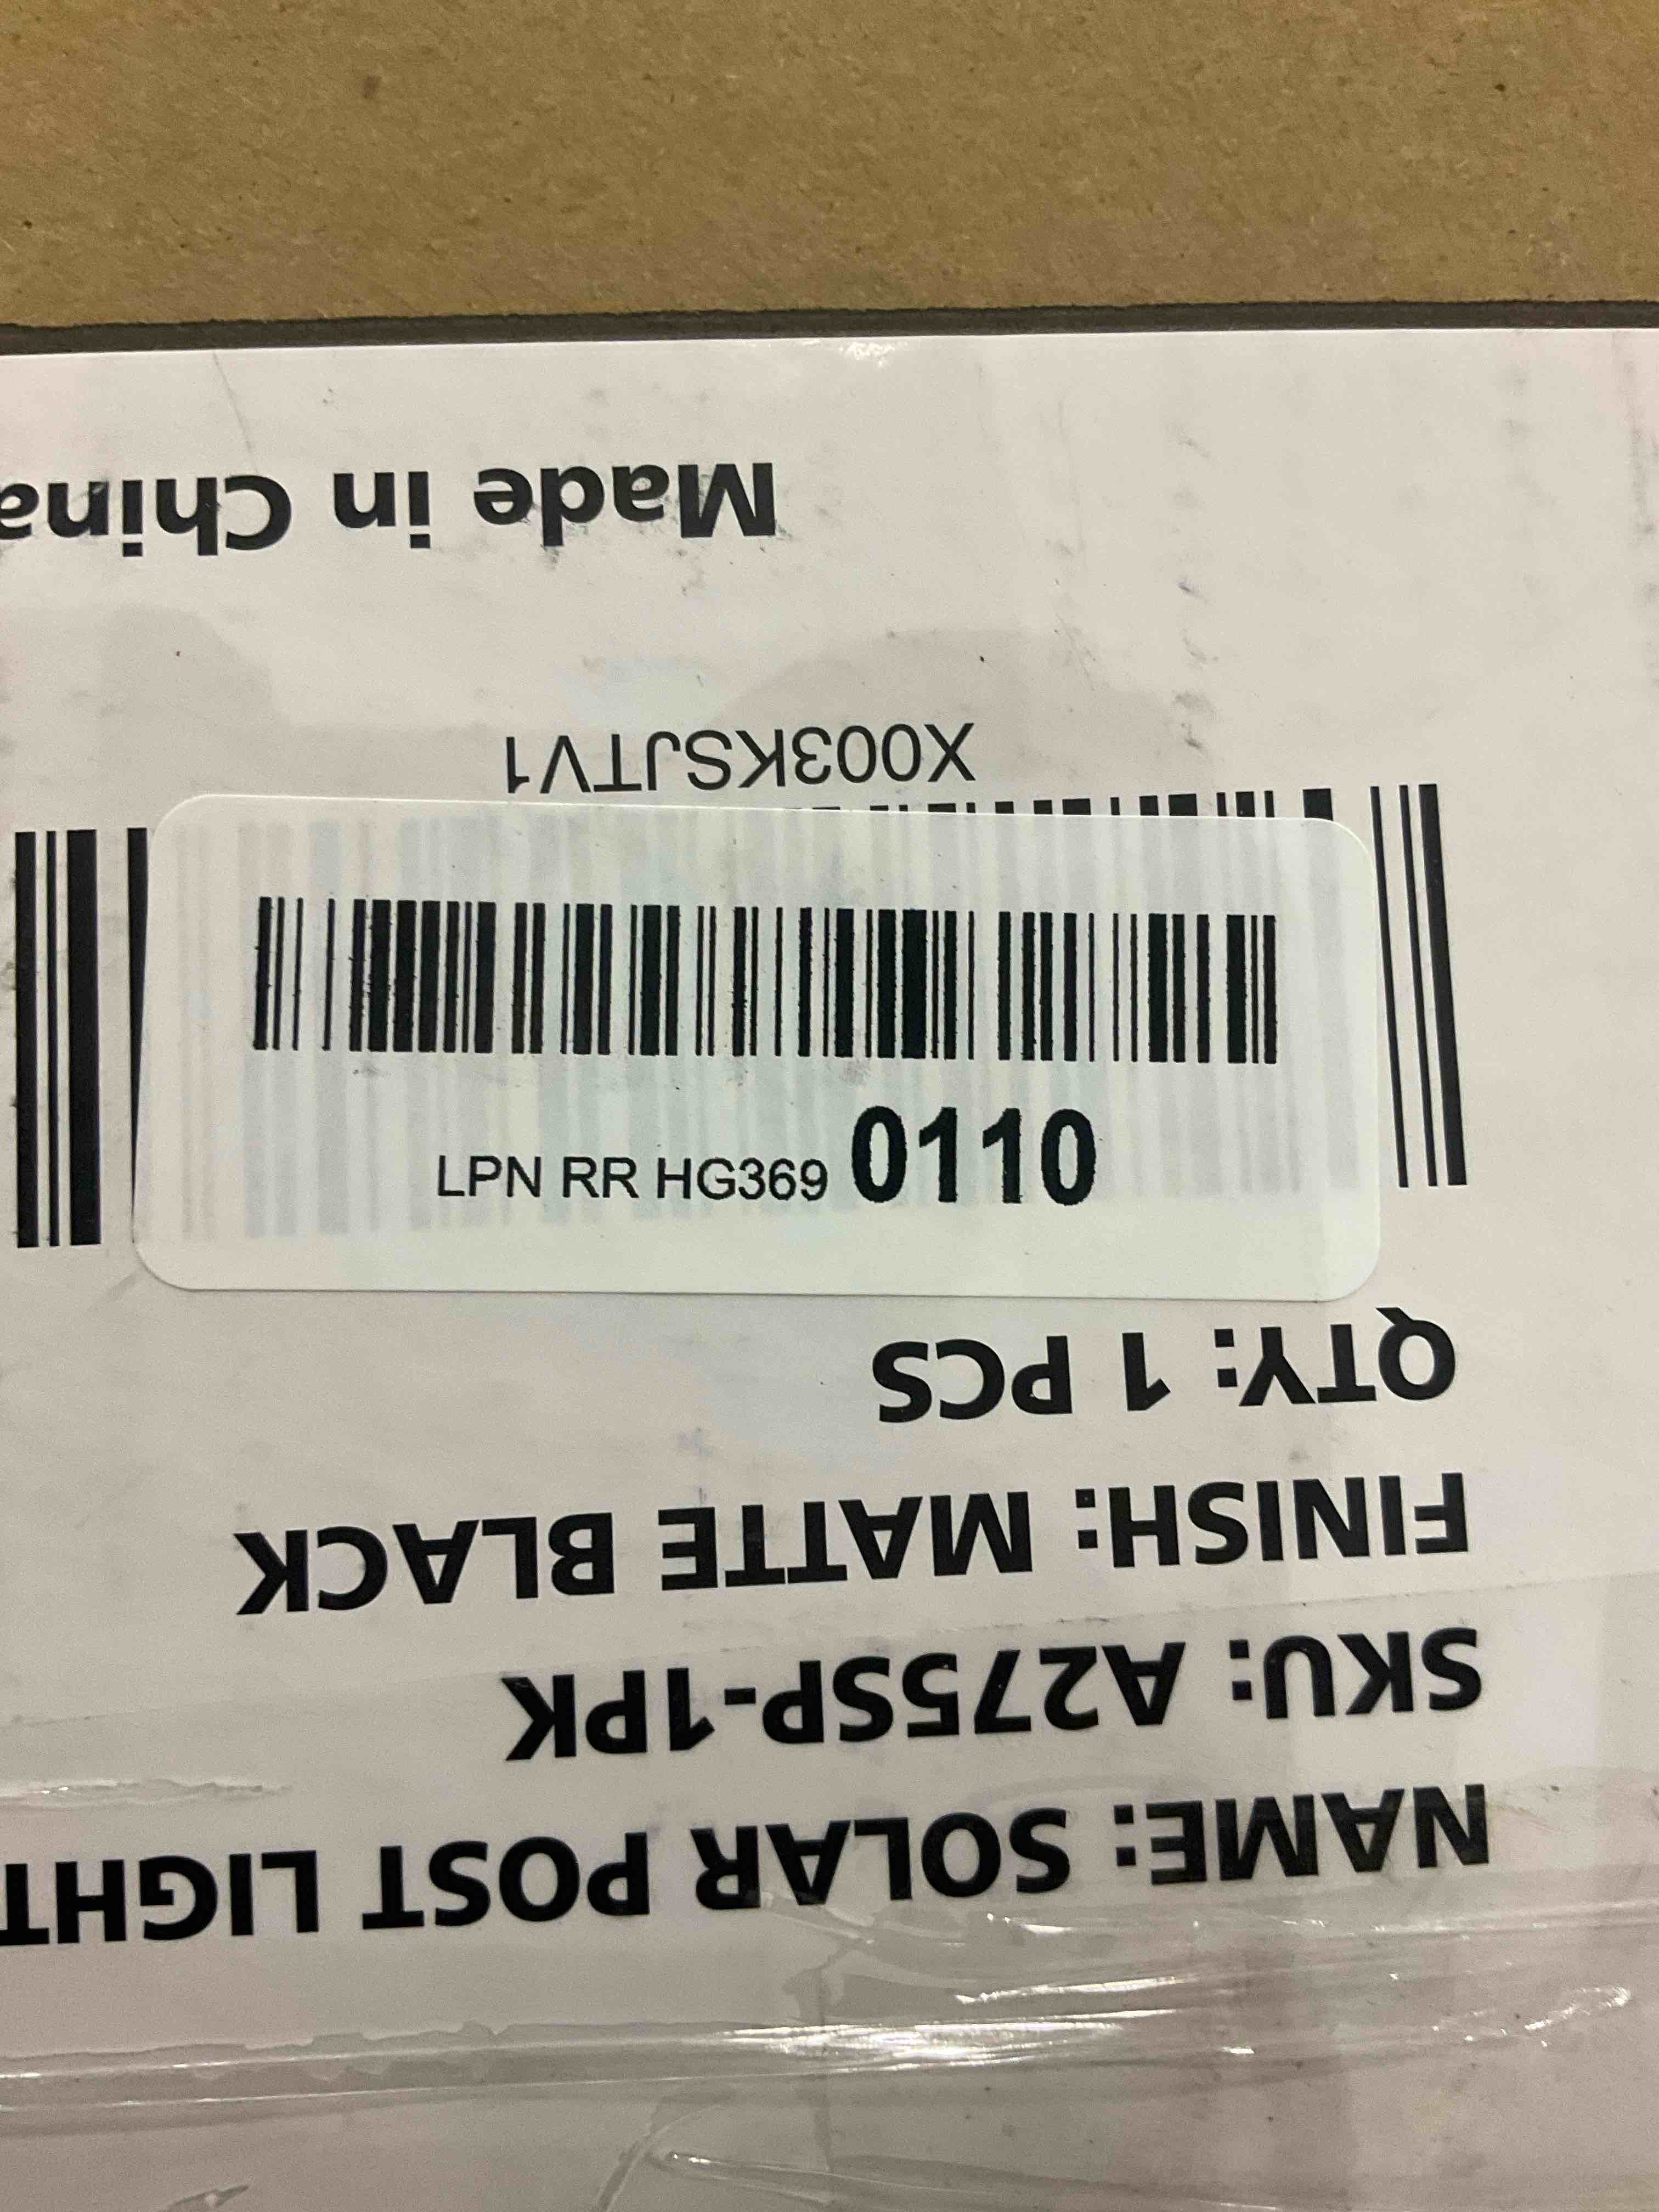 NAME: SOLAR POST LIGHT
SKU: A275SP-1PK
FINISH: MATTE BLACK
QTY: 1 PCS
LPN RR HG369 0110
X003KSJTV1
Made in China